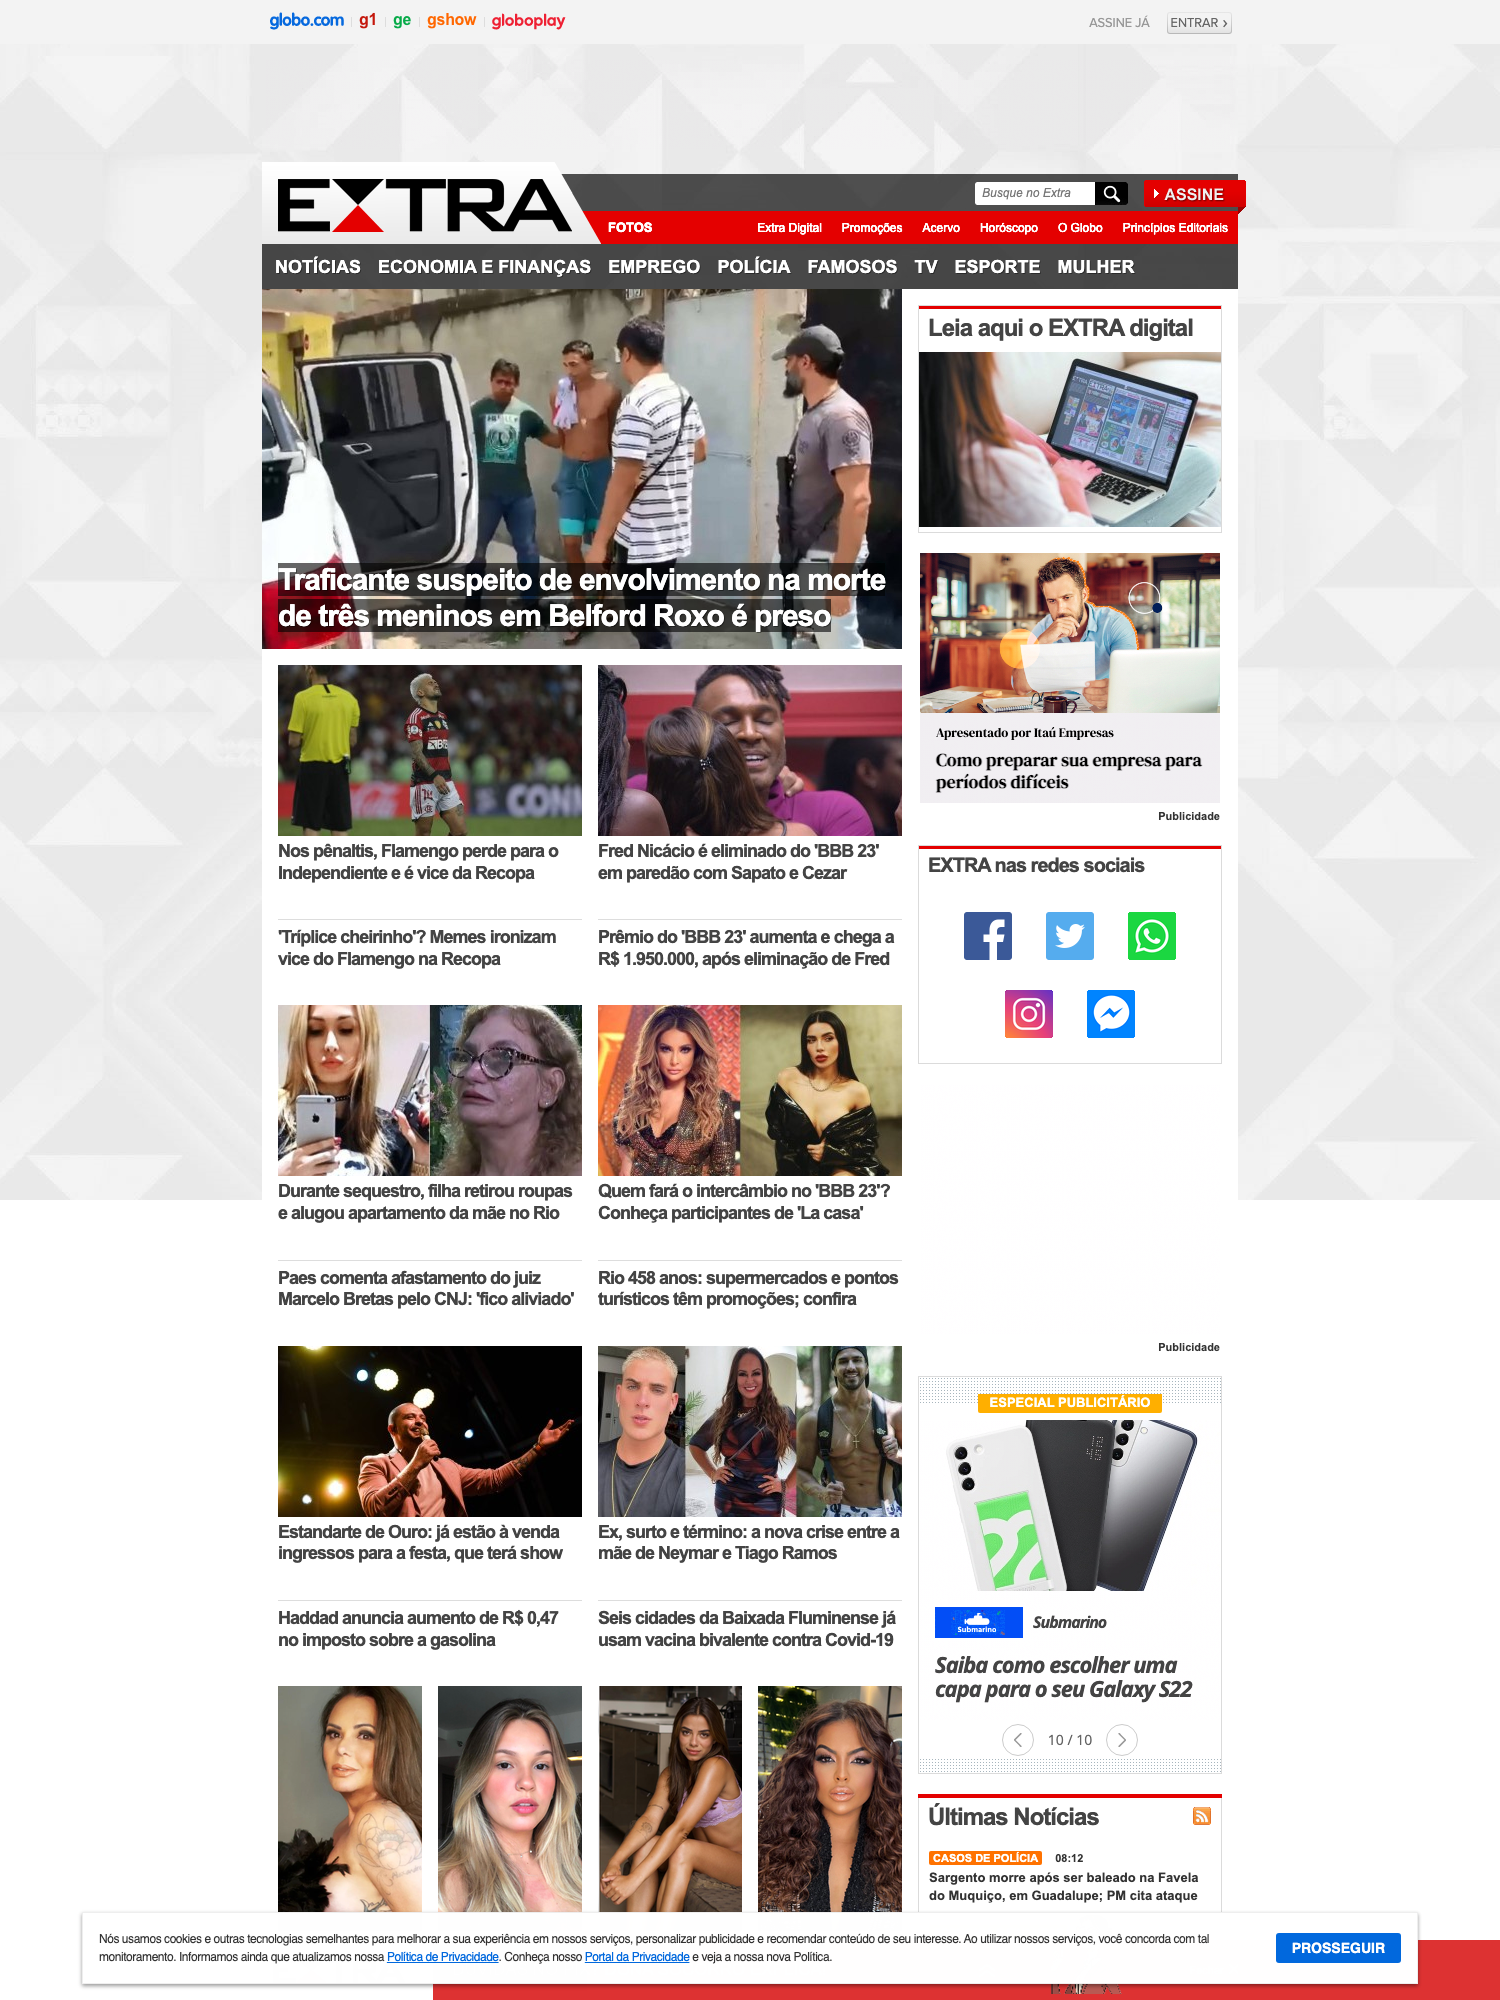 globo.com g1 ge gshow globoplay
ASSINE JÁ ENTRAR ›
EXTRA
Busque no Extra
ASSINE
FOTOS Extra Digital Promoções Acervo Horóscopo O Globo Princípios Editoriais
NOTÍCIAS ECONOMIA E FINANÇAS EMPREGO POLÍCIA FAMOSOS TV ESPORTE MULHER
Traficante suspeito de envolvimento na morte
de três meninos em Belford Roxo é preso
Nos pênaltis, Flamengo perde para o
Independiente e é vice da Recopa
Fred Nicácio é eliminado do 'BBB 23'
em paredão com Sapato e Cezar
'Tríplice cheirinho'? Memes ironizam
vice do Flamengo na Recopa
Prêmio do 'BBB 23' aumenta e chega a
R$ 1.950.000, após eliminação de Fred
Durante sequestro, filha retirou roupas
e alugou apartamento da mãe no Rio
Quem fará o intercâmbio no 'BBB 23'?
Conheça participantes de 'La casa'
Paes comenta afastamento do juiz
Marcelo Bretas pelo CNJ: 'fico aliviado'
Rio 458 anos: supermercados e pontos
turísticos têm promoções; confira
Estandarte de Ouro: já estão à venda
ingressos para a festa, que terá show
Ex, surto e término: a nova crise entre a
mãe de Neymar e Tiago Ramos
Haddad anuncia aumento de R$ 0,47
no imposto sobre a gasolina
Seis cidades da Baixada Fluminense já
usam vacina bivalente contra Covid-19
Leia aqui o EXTRA digital
Apresentado por Itaú Empresas
Como preparar sua empresa para
períodos difíceis
Publicidade
EXTRA nas redes sociais
Publicidade
ESPECIAL PUBLICITÁRIO
Submarino
Submarino
Saiba como escolher uma
capa para o seu Galaxy S22
10 / 10
Últimas Notícias
CASOS DE POLÍCIA 08:12
Sargento morre após ser baleado na Favela
do Muquiço, em Guadalupe; PM cita ataque
Nós usamos cookies e outras tecnologias semelhantes para melhorar a sua experiência em nossos serviços, personalizar publicidade e recomendar conteúdo de seu interesse. Ao utilizar nossos serviços, você concorda com tal
monitoramento. Informamos ainda que atualizamos nossa Política de Privacidade. Conheça nosso Portal da Privacidade e veja a nossa nova Política.
PROSSEGUIR